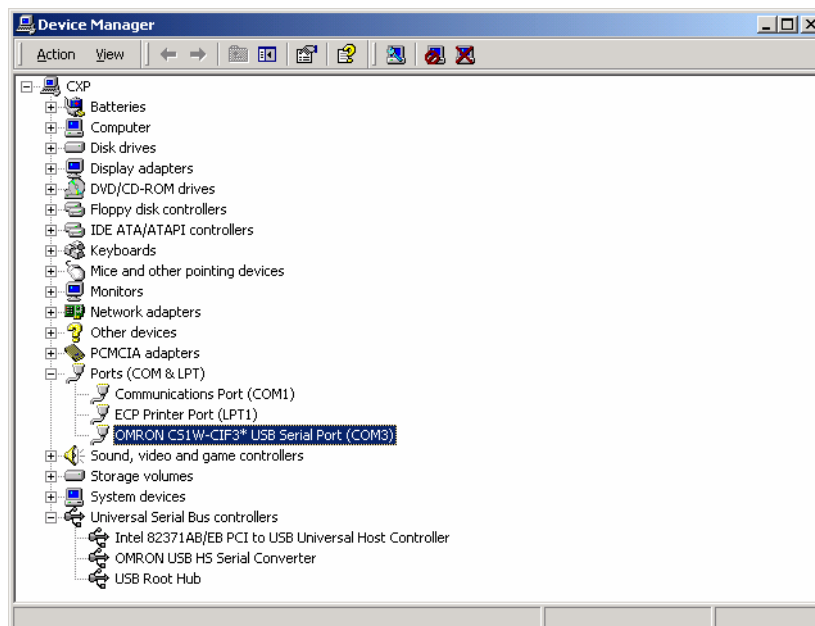 Device Manager
Action View
CXP
Batteries
Computer
Disk drives
Display adapters
DVD/CD-ROM drives
Floppy disk controllers
IDE ATA/ATAPI controllers
Keyboards
Mice and other pointing devices
Monitors
Network adapters
Other devices
PCMCIA adapters
Ports (COM & LPT)
Communications Port (COM1)
ECP Printer Port (LPT1)
OMRON CS1W-CIF3* USB Serial Port (COM3)
Sound, video and game controllers
Storage volumes
System devices
Universal Serial Bus controllers
Intel 82371AB/EB PCI to USB Universal Host Controller
OMRON USB HS Serial Converter
USB Root Hub